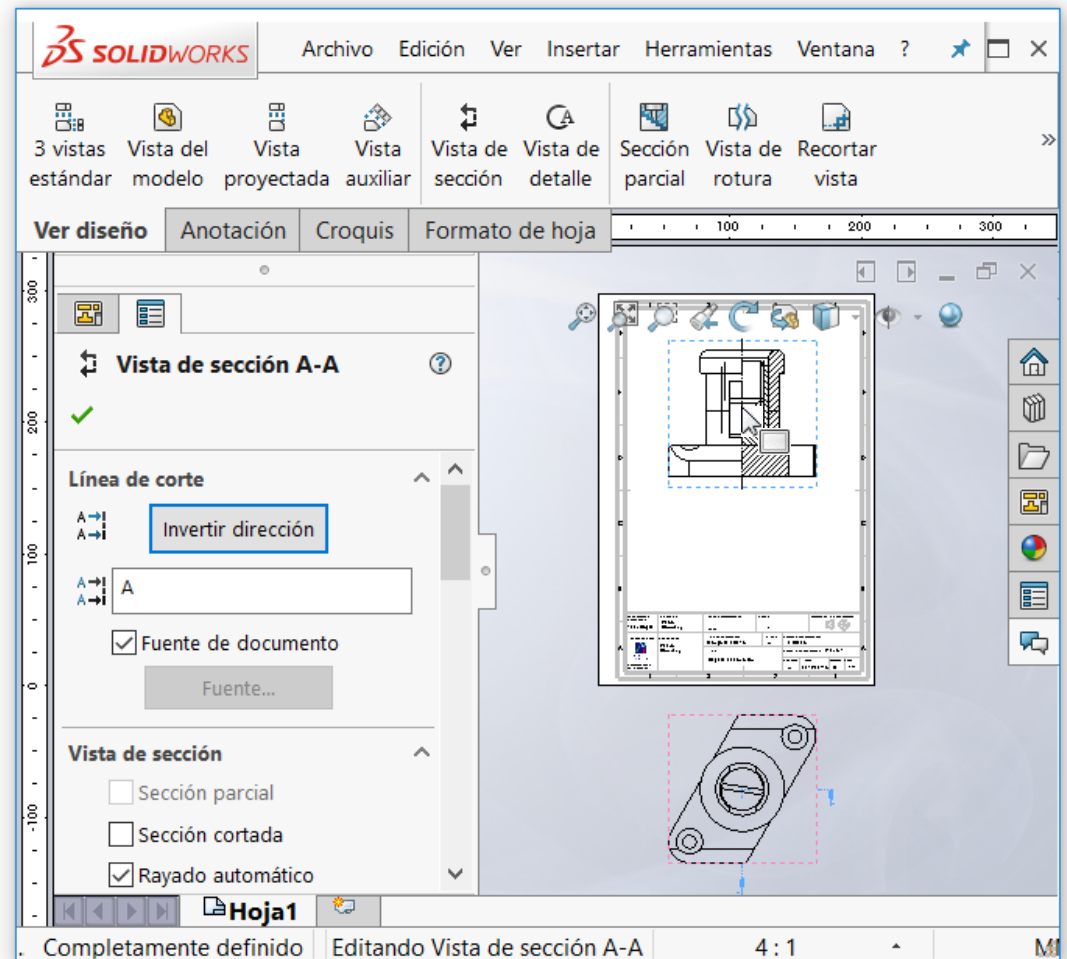 SOLIDWORKS Archivo Edición Ver Insertar Herramientas Ventana ?
3 vistas estándar
Vista del modelo
Vista proyectada
Vista auxiliar
Vista de sección
Vista de detalle
Sección parcial
Vista de rotura
Recortar vista
»
Ver diseño Anotación Croquis Formato de hoja
100 200 300
300
200
100
0
-100
Vista de sección A-A
Línea de corte
Invertir dirección
A
Fuente de documento
Fuente...
Vista de sección
Sección parcial
Sección cortada
Rayado automático
Hoja1
Completamente definido Editando Vista de sección A-A 4:1